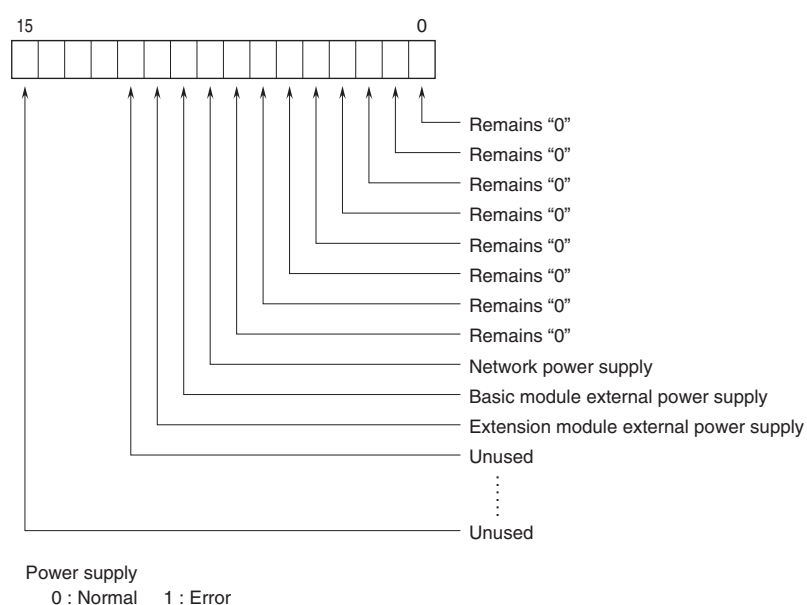 15 0
Remains “0”
Remains “0”
Remains “0”
Remains “0”
Remains “0”
Remains “0”
Remains “0”
Remains “0”
Network power supply
Basic module external power supply
Extension module external power supply
Unused
Unused
Power supply
0 : Normal 1 : Error